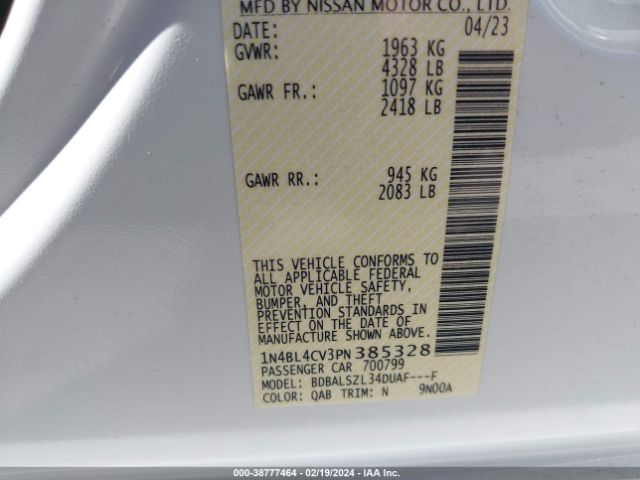 MFD BY NISSAN MOTOR CO., LTD.
DATE: 04/23
GVWR: 1963 KG
4328 LB
GAWR FR.: 1097 KG
2418 LB
GAWR RR.: 945 KG
2083 LB
THIS VEHICLE CONFORMS TO
ALL APPLICABLE FEDERAL
MOTOR VEHICLE SAFETY,
BUMPER, AND THEFT
PREVENTION STANDARDS IN
EFFECT ON THE DATE OF
MANUFACTURE SHOWN ABOVE.
1N4BL4CV3PN385328
PASSENGER CAR 700799
MODEL: BDBALSZL34DUAF---F
COLOR: QAB TRIM: N 9N00A
000-38777464 - 02/19/2024 - IAA Inc.